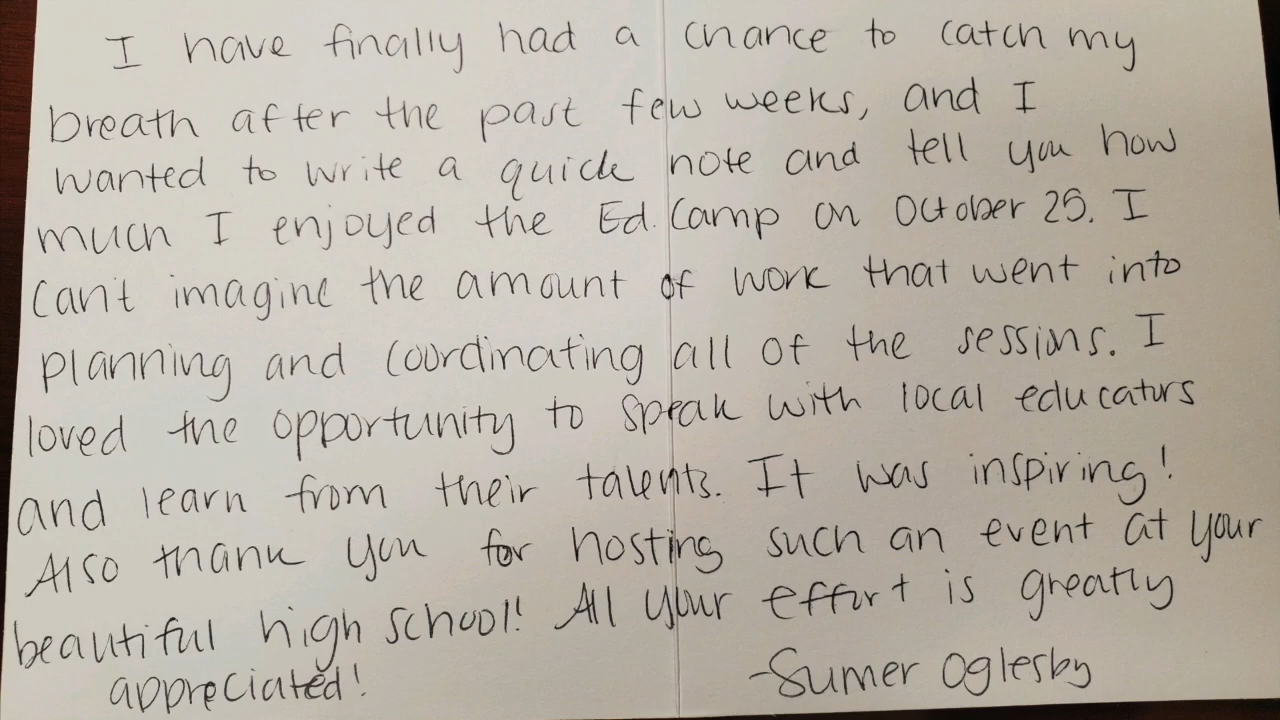 I have finally had a chance to catch my
breath after the past few weeks, and I
wanted to write a quick note and tell you how
much I enjoyed the Ed. Camp on October 25. I
can't imagine the amount of work that went into
planning and coordinating all of the sessions. I
loved the opportunity to speak with local educators
and learn from their talents. It was inspiring!
Also thank you for hosting such an event at your
beautiful high school! All your effort is greatly
appreciated!
-Sumer Oglesby